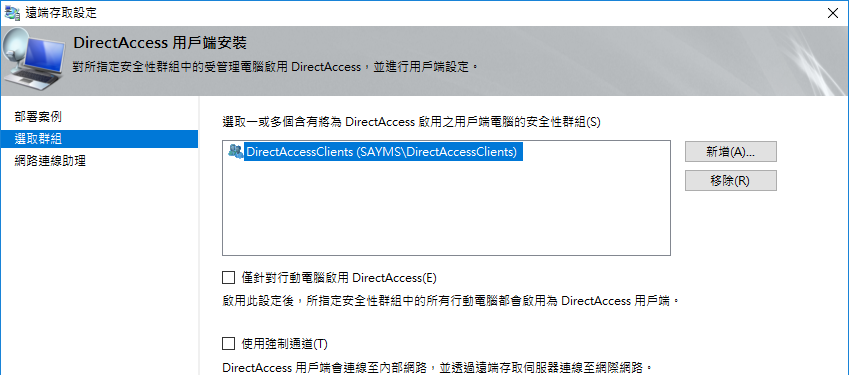 遠端存取設定
DirectAccess 用戶端安裝
對所指定安全性群組中的受管理電腦啟用 DirectAccess，並進行用戶端設定。
部署案例
選取群組
網路連線助理
選取一或多個含有將為 DirectAccess 啟用之用戶端電腦的安全性群組(S)
DirectAccessClients (SAYMS\DirectAccessClients)
新增(A)...
移除(R)
僅針對行動電腦啟用 DirectAccess(E)
啟用此設定後，所指定安全性群組中的所有行動電腦都會啟用為 DirectAccess 用戶端。
使用強制通道(T)
DirectAccess 用戶端會連線至內部網路，並透過遠端存取伺服器連線至網際網路。